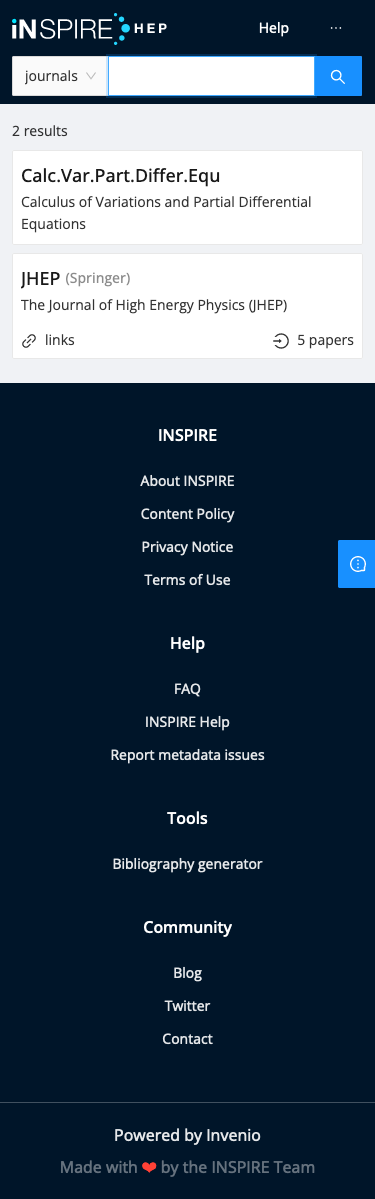 iNSPIRE HEP
Help
...
journals
2 results
Calc.Var.Part.Differ.Equ
Calculus of Variations and Partial Differential
Equations
JHEP (Springer)
The Journal of High Energy Physics (JHEP)
links
5 papers
INSPIRE
About INSPIRE
Content Policy
Privacy Notice
Terms of Use
Help
FAQ
INSPIRE Help
Report metadata issues
Tools
Bibliography generator
Community
Blog
Twitter
Contact
Powered by Invenio
Made with ❤ by the INSPIRE Team